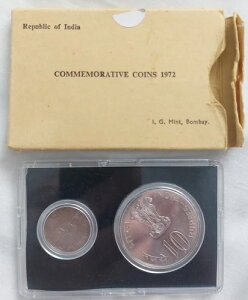 Republic of India
COMMEMORATIVE COINS 1972
I. G. Mint, Bombay.
10